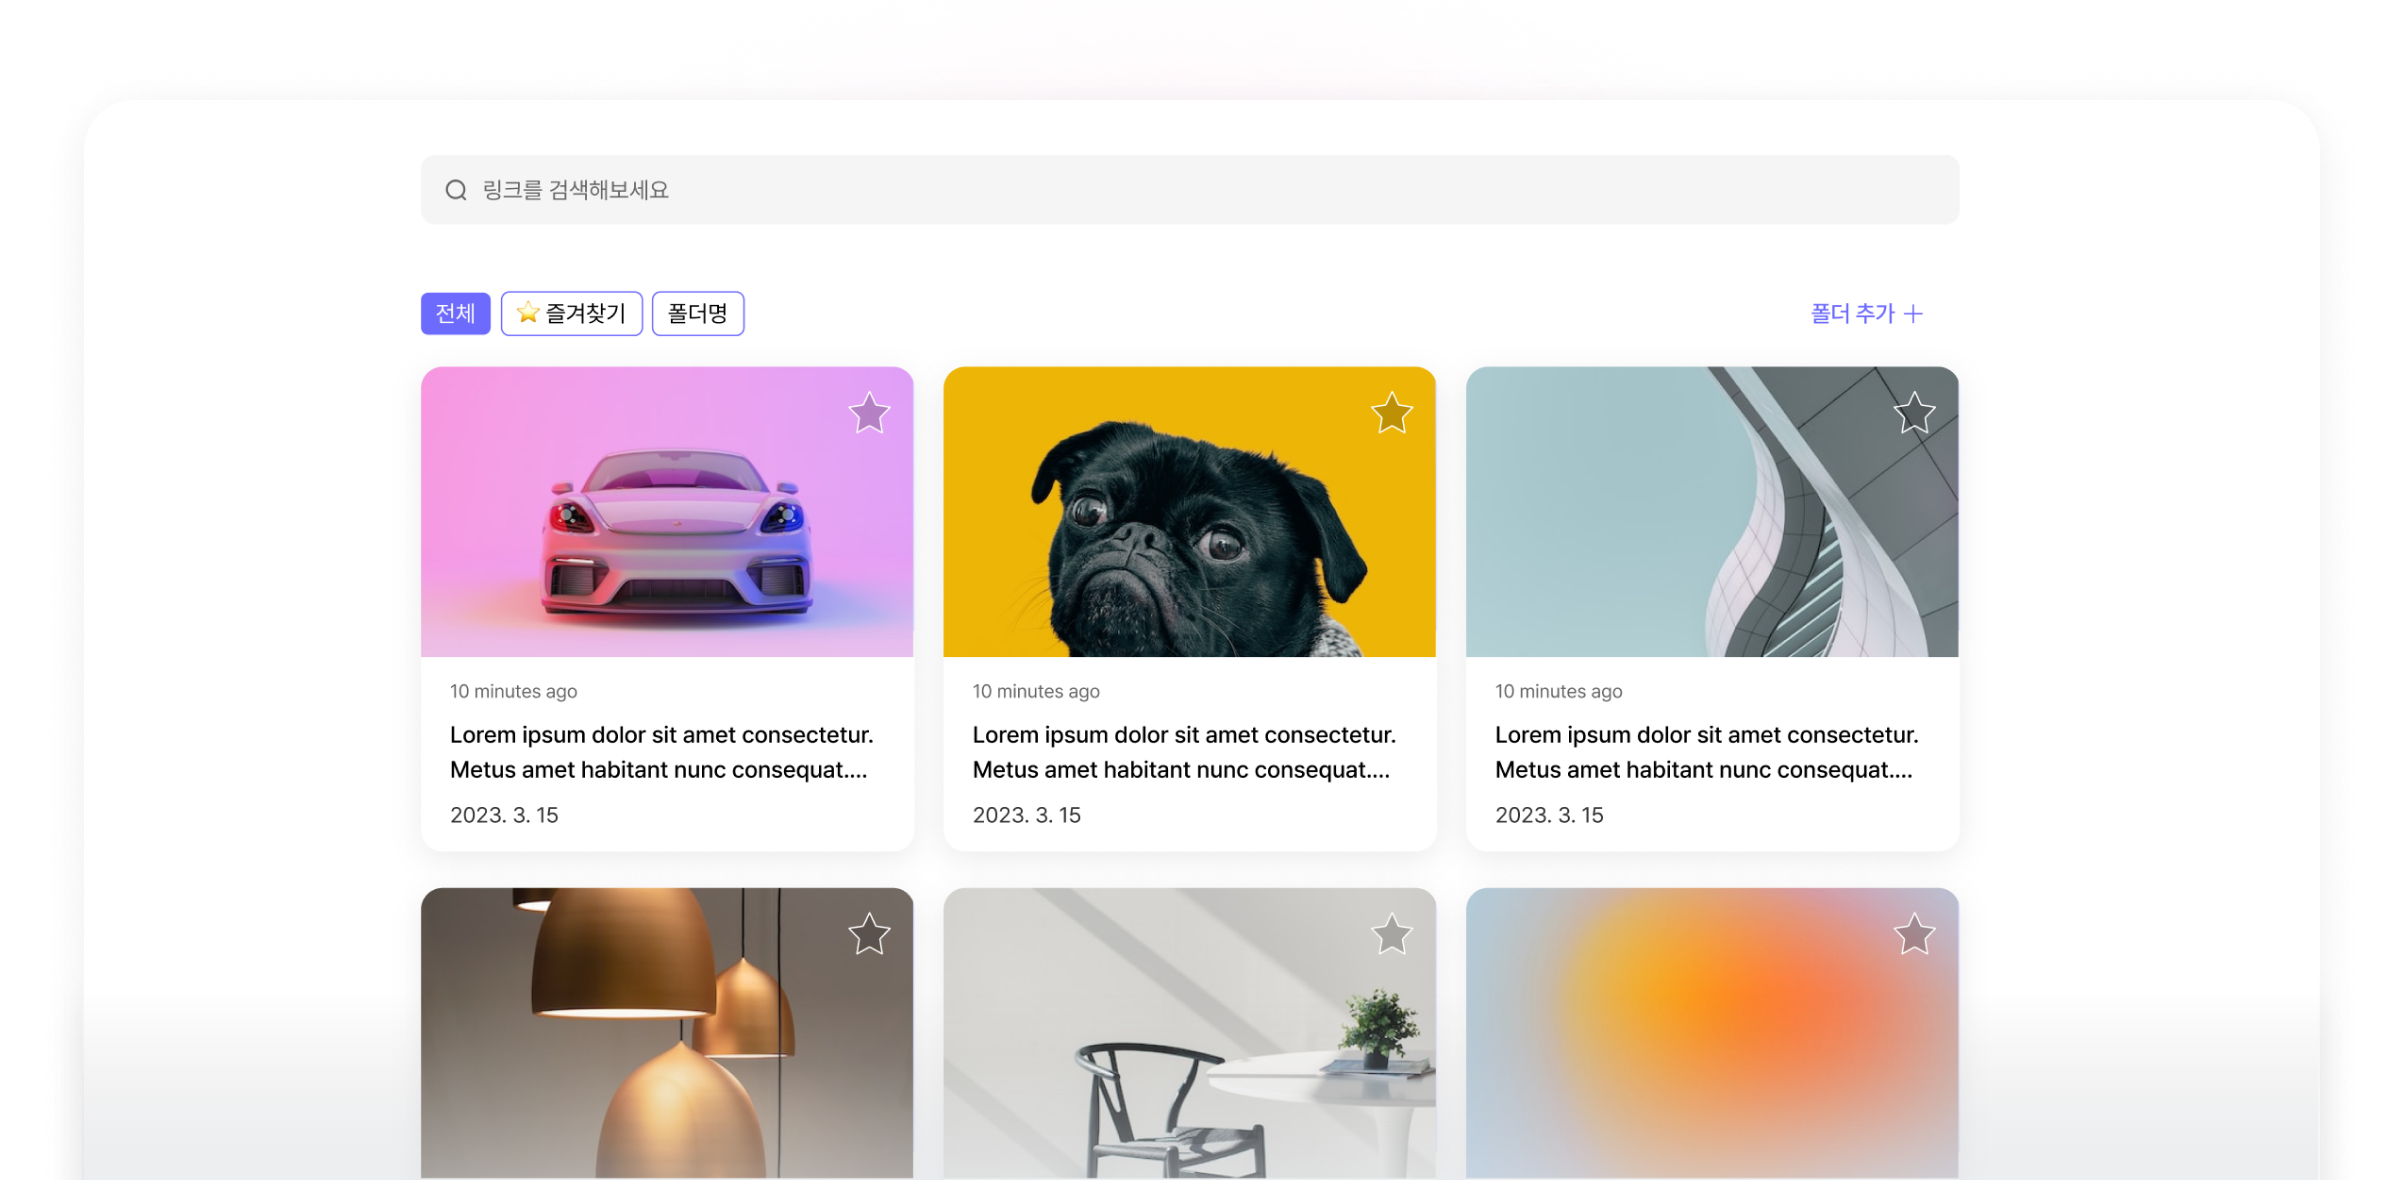 링크를 검색해보세요
전체 ⭐ 즐겨찾기 폴더명 폴더 추가 +
10 minutes ago
Lorem ipsum dolor sit amet consectetur.
Metus amet habitant nunc consequat....
2023. 3. 15
10 minutes ago
Lorem ipsum dolor sit amet consectetur.
Metus amet habitant nunc consequat....
2023. 3. 15
10 minutes ago
Lorem ipsum dolor sit amet consectetur.
Metus amet habitant nunc consequat....
2023. 3. 15